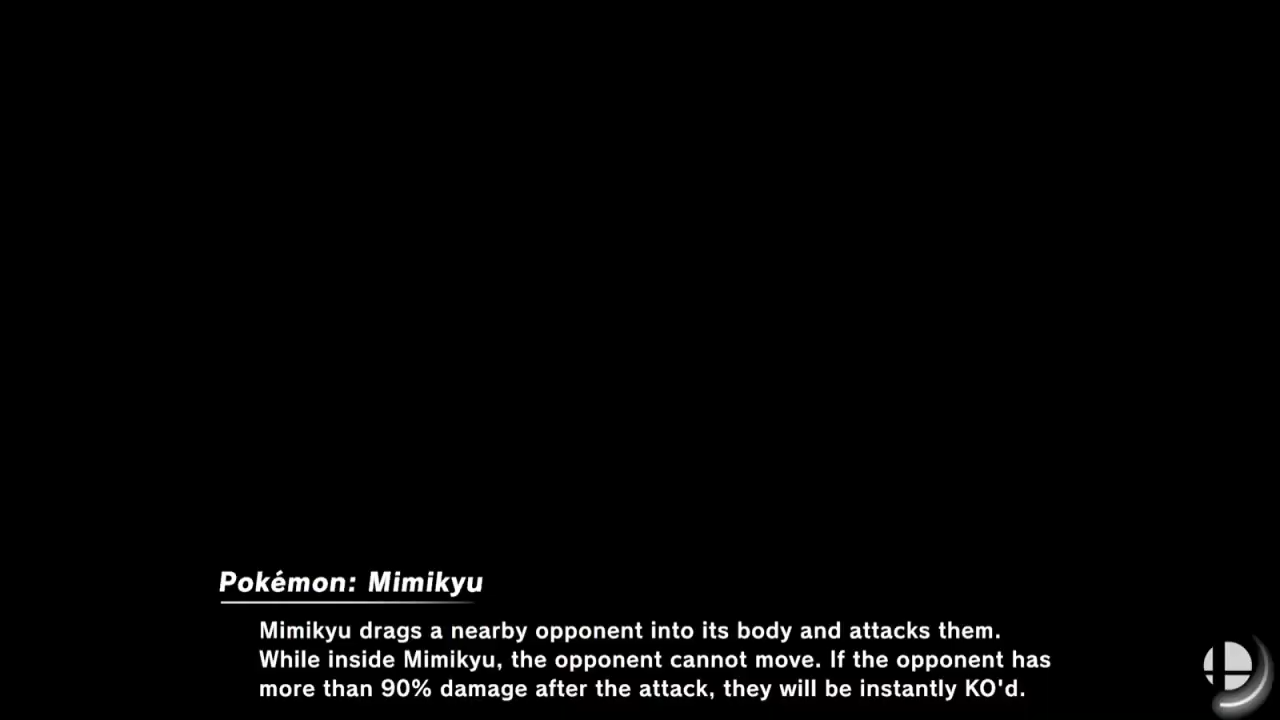 Pokémon: Mimikyu
Mimikyu drags a nearby opponent into its body and attacks them.
While inside Mimikyu, the opponent cannot move. If the opponent has
more than 90% damage after the attack, they will be instantly KO'd.